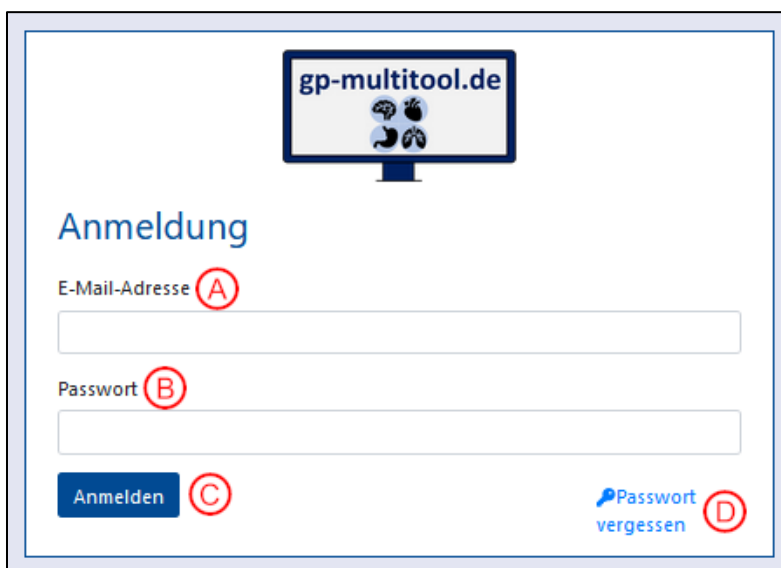 gp-multitool.de
Anmeldung
E-Mail-Adresse A
Passwort B
Anmelden C
Passwort D
vergessen